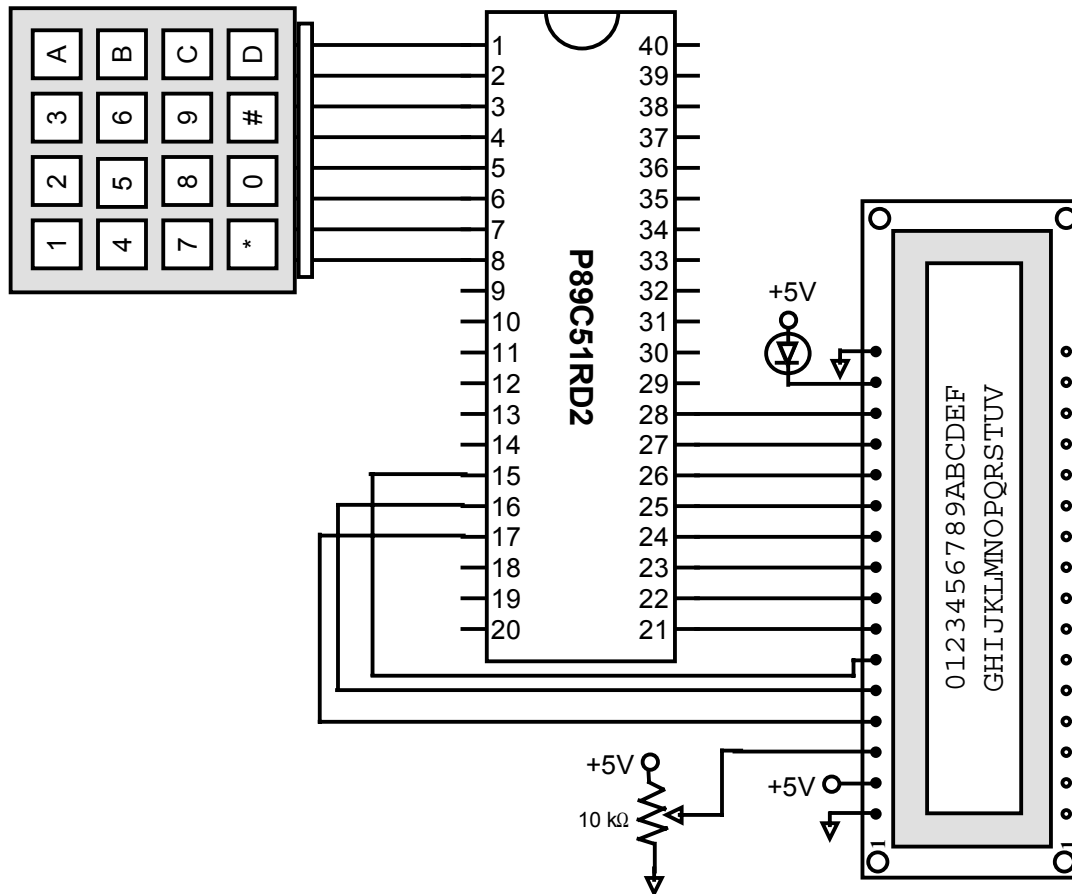 A B C D
3 6 9 #
2 5 8 0
1 4 7 *
P89C51RD2
1 40
2 39
3 38
4 37
5 36
6 35
7 34
8 33
9 32
10 31
11 30
12 29
13 28
14 27
15 26
16 25
17 24
18 23
19 22
20 21
+5V
0123456789ABCDEF
GHIJKLMNOPQRSTUV
+5V
10 kΩ
+5V
1 1